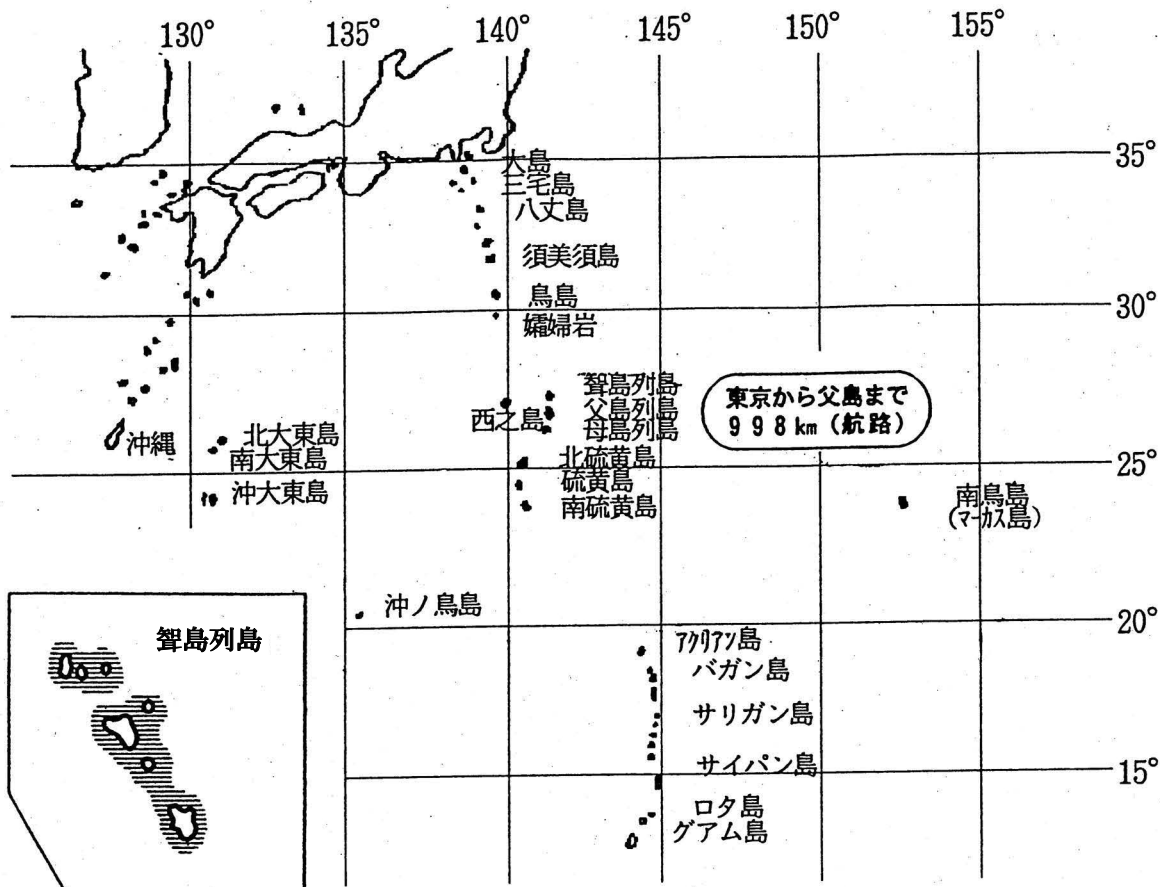 130° 135° 140° 145° 150° 155°
35°
大島
三宅島
八丈島
須美須島
鳥島
30°
孀婦岩
聟島列島
西之島 父島列島
母島列島
東京から父島まで
998km（航路）
沖縄
北大東島
南大東島
北硫黄島
25°
硫黄島
沖大東島
南硫黄島
南鳥島
(マーカス島)
沖ノ鳥島
20°
聟島列島
アクリアン島
バガン島
サリガン島
サイパン島
15°
ロタ島
グアム島